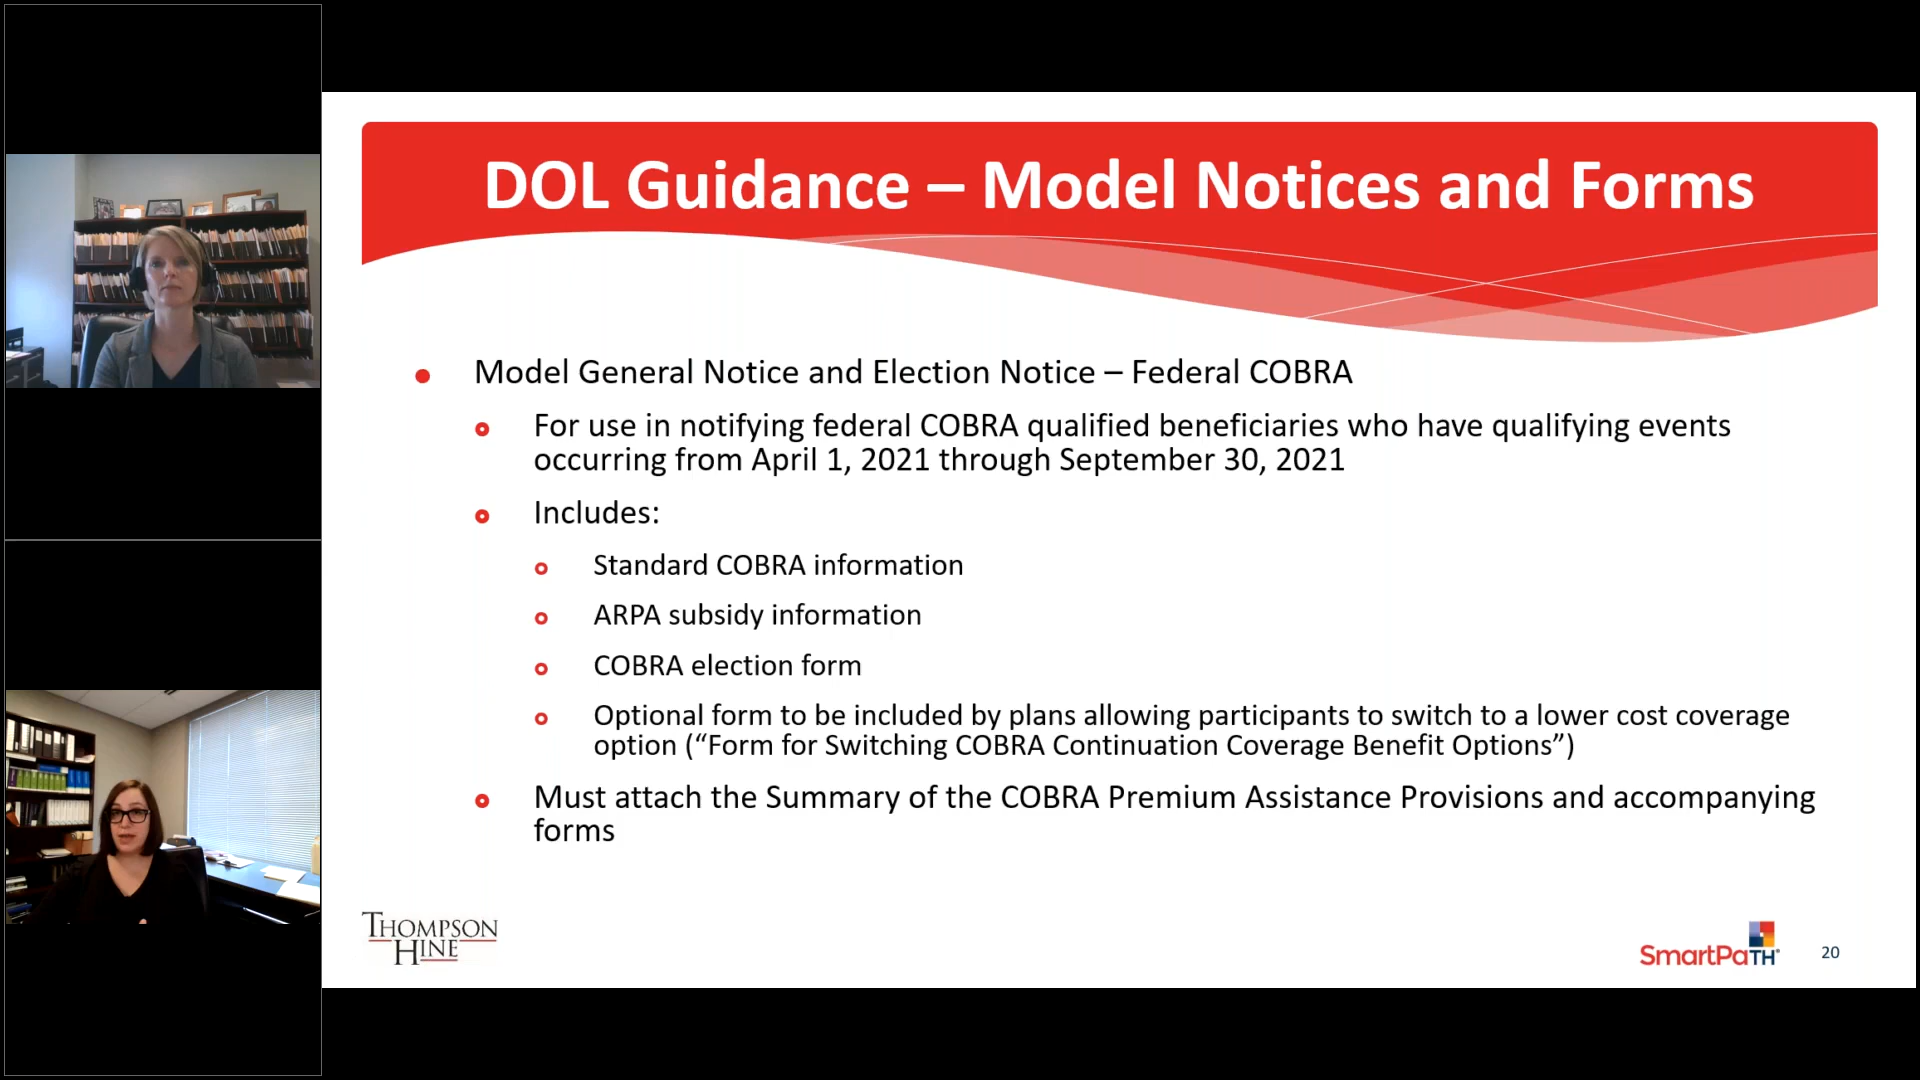 DOL Guidance – Model Notices and Forms
Model General Notice and Election Notice – Federal COBRA
For use in notifying federal COBRA qualified beneficiaries who have qualifying events
occurring from April 1, 2021 through September 30, 2021
Includes:
Standard COBRA information
ARPA subsidy information
COBRA election form
Optional form to be included by plans allowing participants to switch to a lower cost coverage
option (“Form for Switching COBRA Continuation Coverage Benefit Options”)
Must attach the Summary of the COBRA Premium Assistance Provisions and accompanying
forms
THOMPSON
HINE
SmartPaTH
20